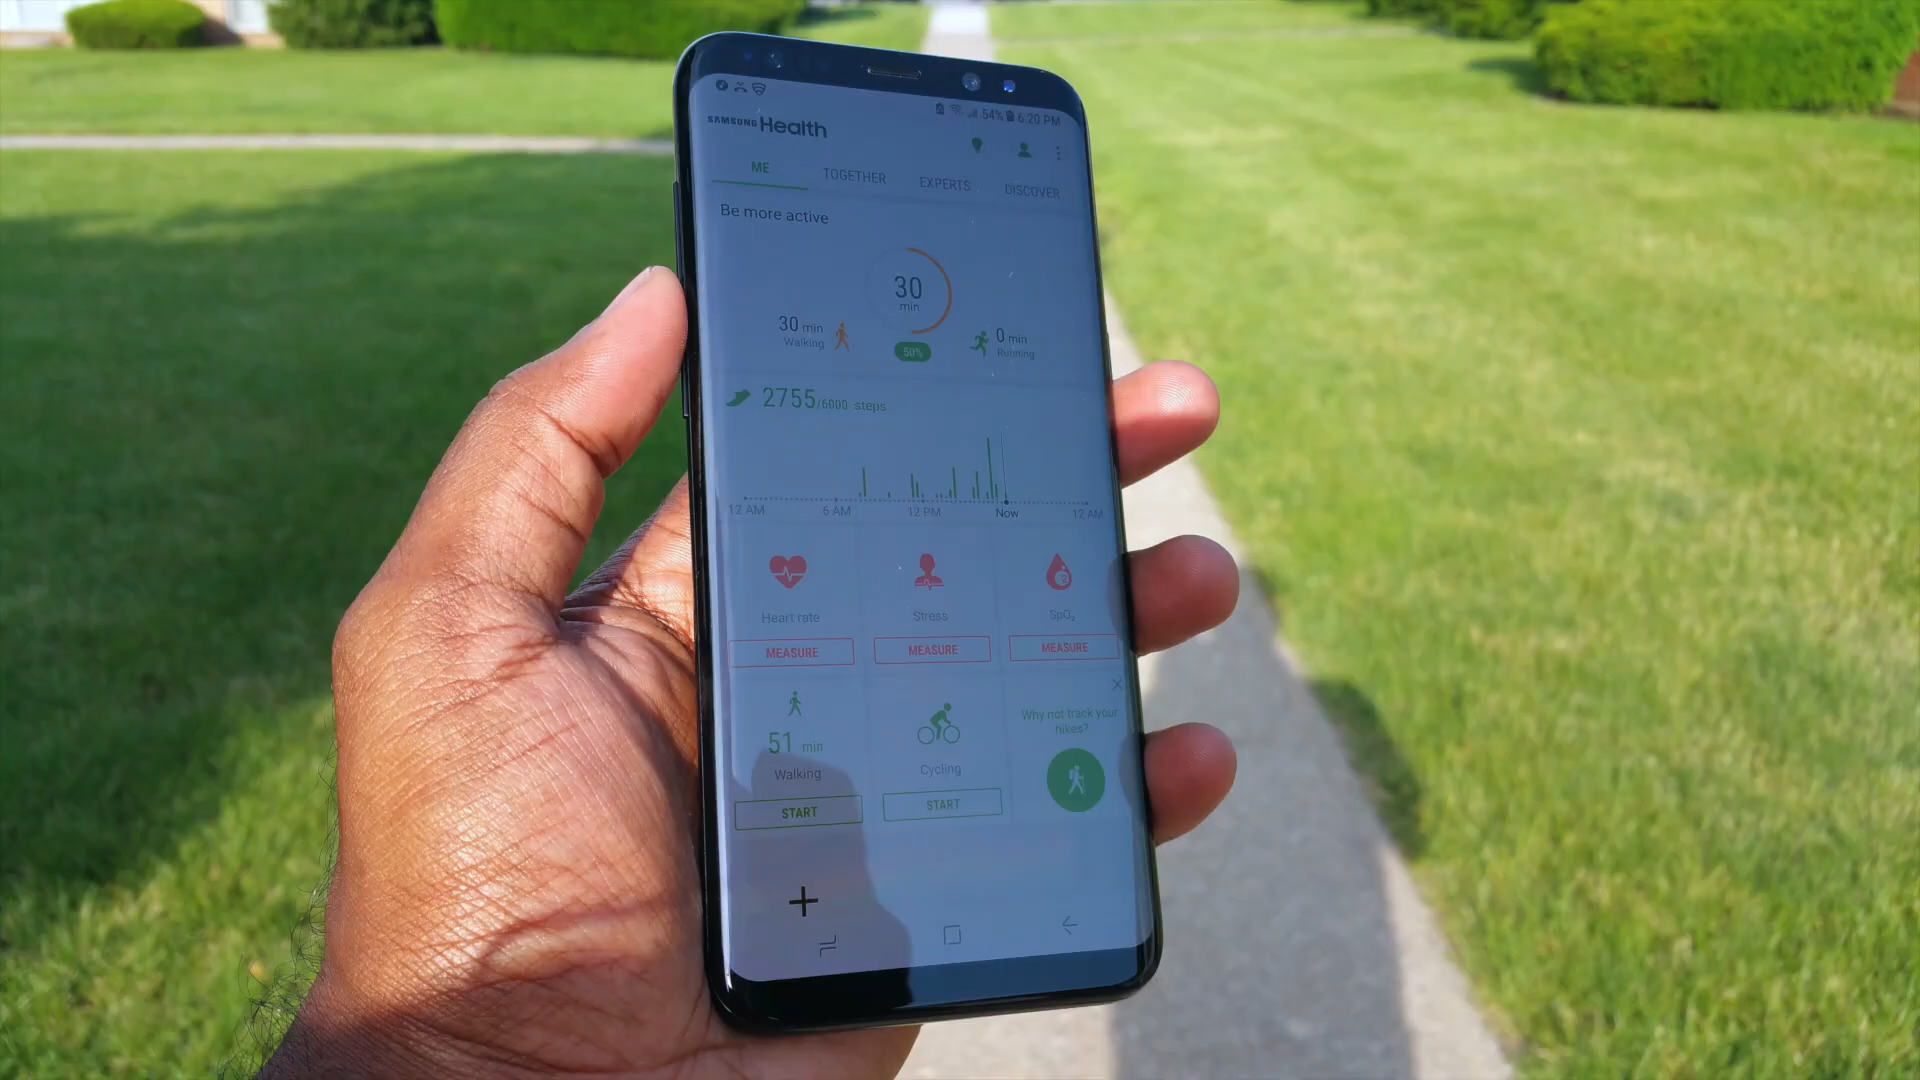 54% 6:20 PM
SAMSUNG Health
ME TOGETHER EXPERTS DISCOVER
Be more active
30
min
30 min
Walking
50%
0 min
Running
2755/6000 steps
12 AM 6 AM 12 PM Now 12 AM
Heart rate Stress SpO₂
MEASURE MEASURE MEASURE
51 min
Walking
START
Cycling
START
Why not track your
hikes?